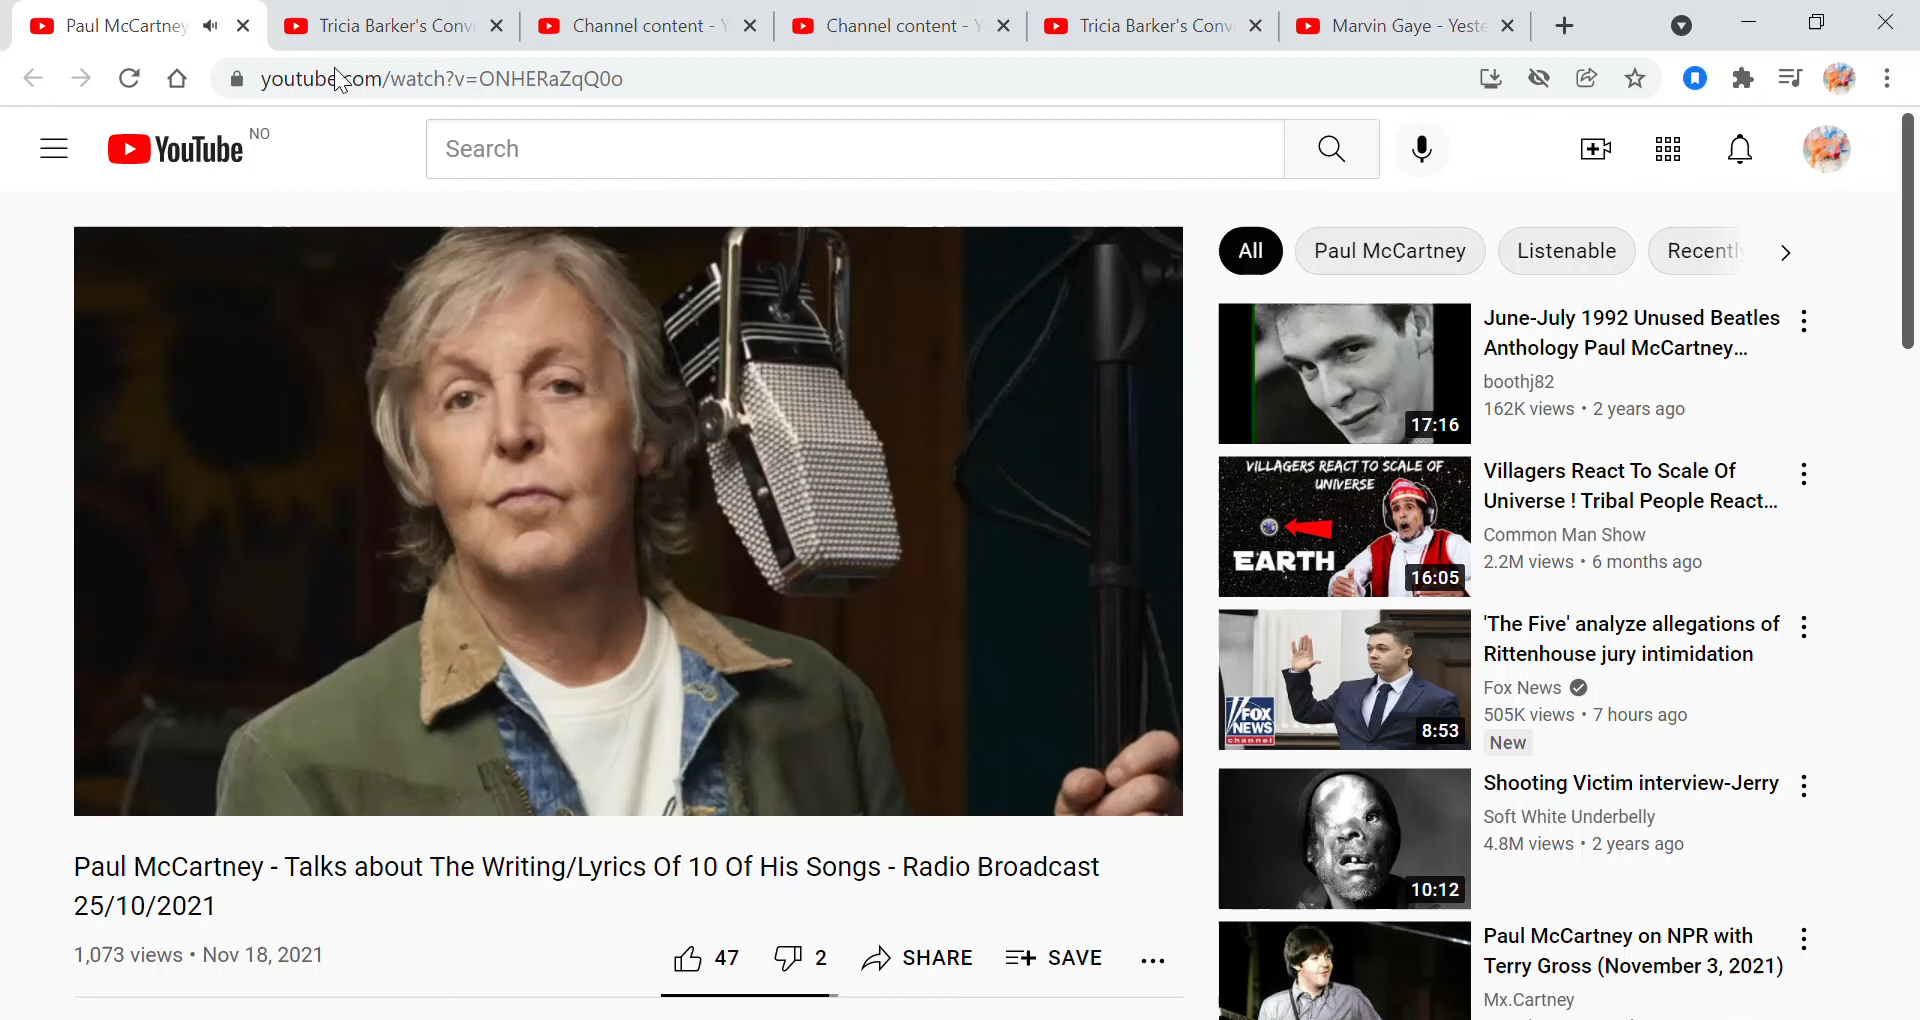 Paul McCartney
Tricia Barker's Conv
Channel content - Y
Channel content - Y
Tricia Barker's Conv
Marvin Gaye - Yeste
youtube.com/watch?v=ONHERaZqQ0o
YouTube NO
Search
All
Paul McCartney
Listenable
Recently
June-July 1992 Unused Beatles
Anthology Paul McCartney...
boothj82
162K views • 2 years ago
17:16
VILLAGERS REACT TO SCALE OF
UNIVERSE
EARTH
16:05
Villagers React To Scale Of
Universe ! Tribal People React...
Common Man Show
2.2M views • 6 months ago
FOX
NEWS
channel
8:53
'The Five' analyze allegations of
Rittenhouse jury intimidation
Fox News
505K views • 7 hours ago
New
10:12
Shooting Victim interview-Jerry
Soft White Underbelly
4.8M views • 2 years ago
Paul McCartney on NPR with
Terry Gross (November 3, 2021)
Mx.Cartney
Paul McCartney - Talks about The Writing/Lyrics Of 10 Of His Songs - Radio Broadcast
25/10/2021
1,073 views • Nov 18, 2021
47
2
SHARE
SAVE